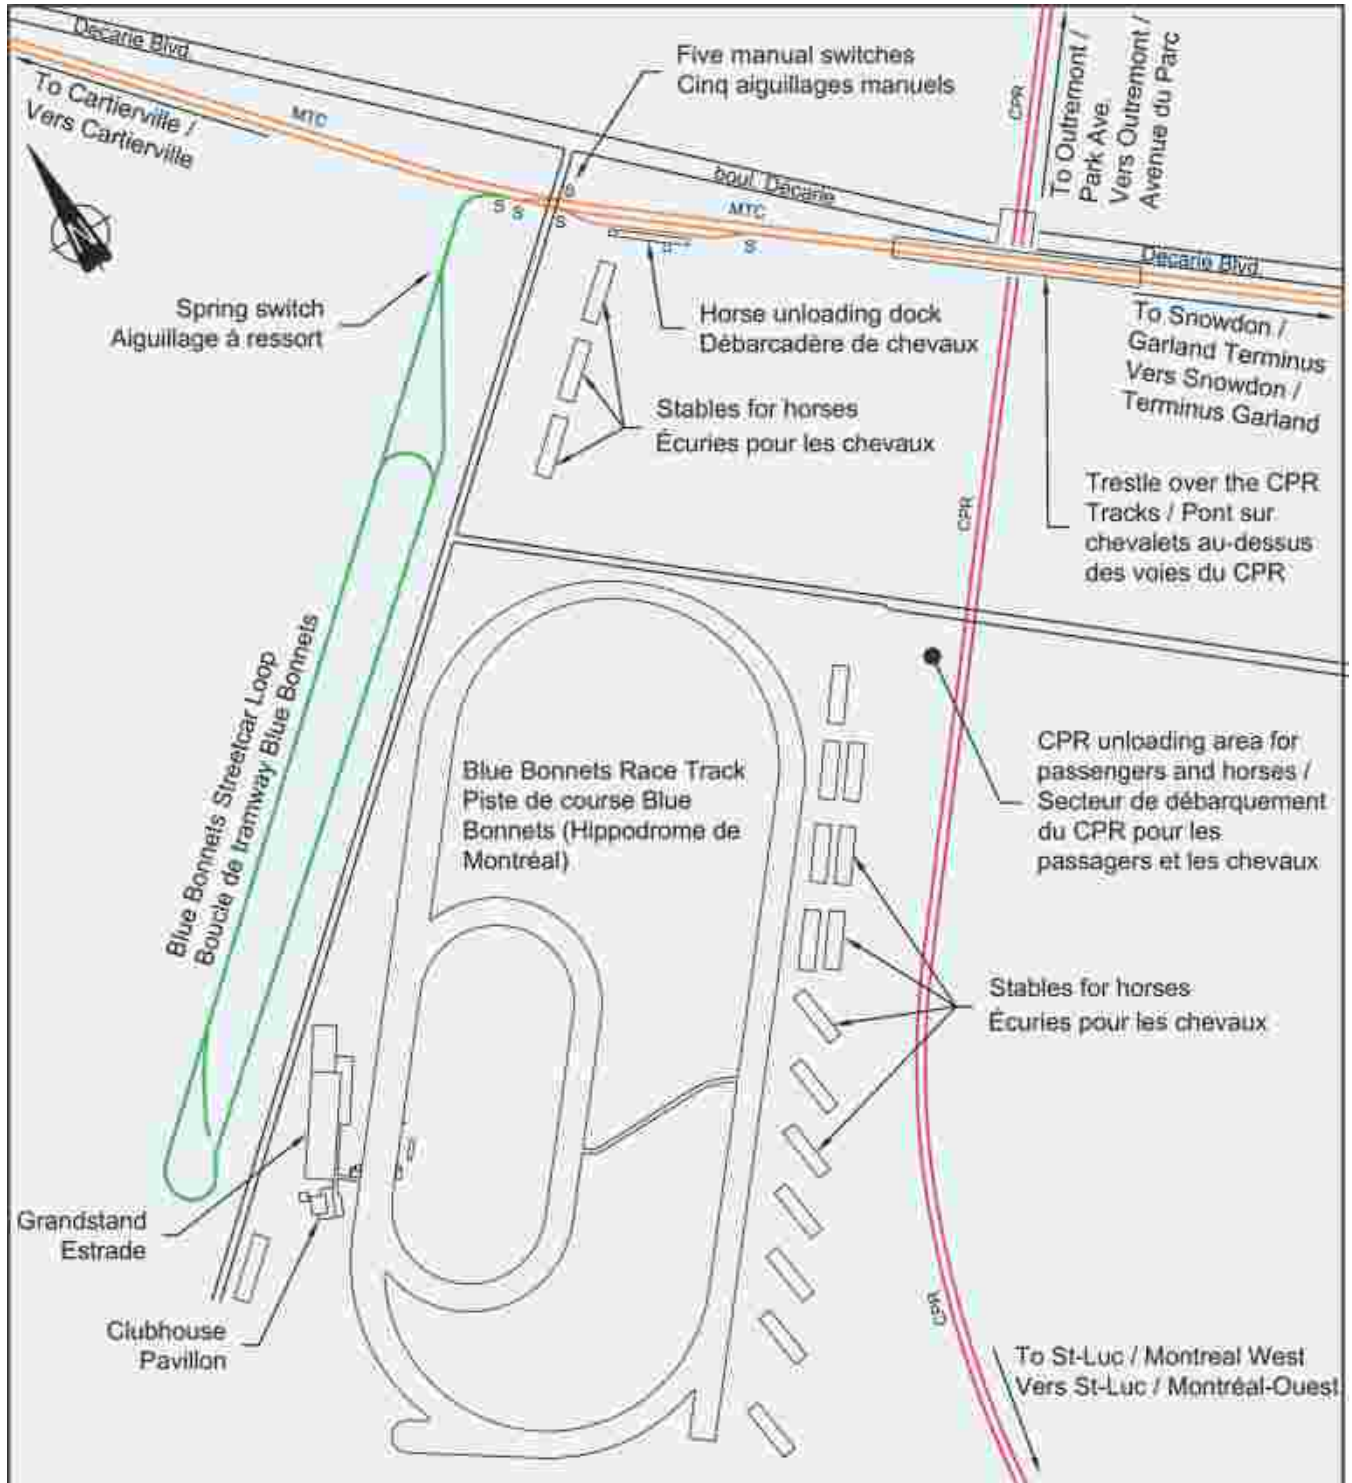 Decarie Blvd.
To Cartierville /
Vers Cartierville
MTC
Five manual switches
Cinq aiguillages manuels
CPR
To Outremont /
Park Ave.
Vers Outremont /
Avenue du Parc
boul. Décarie
MTC
S
S
S
S
S
Décarie Blvd.
To Snowdon /
Garland Terminus
Vers Snowdon /
Terminus Garland
Spring switch
Aiguillage à ressort
Horse unloading dock
Débarcadère de chevaux
Stables for horses
Écuries pour les chevaux
CPR
Trestle over the CPR
Tracks / Pont sur
chevalets au-dessus
des voies du CPR
Blue Bonnets Streetcar Loop
Boucle de tramway Blue Bonnets
Blue Bonnets Race Track
Piste de course Blue
Bonnets (Hippodrome de
Montréal)
CPR unloading area for
passengers and horses /
Secteur de débarquement
du CPR pour les
passagers et les chevaux
Stables for horses
Écuries pour les chevaux
Grandstand
Estrade
Clubhouse
Pavillon
CPR
To St-Luc / Montreal West
Vers St-Luc / Montréal-Ouest